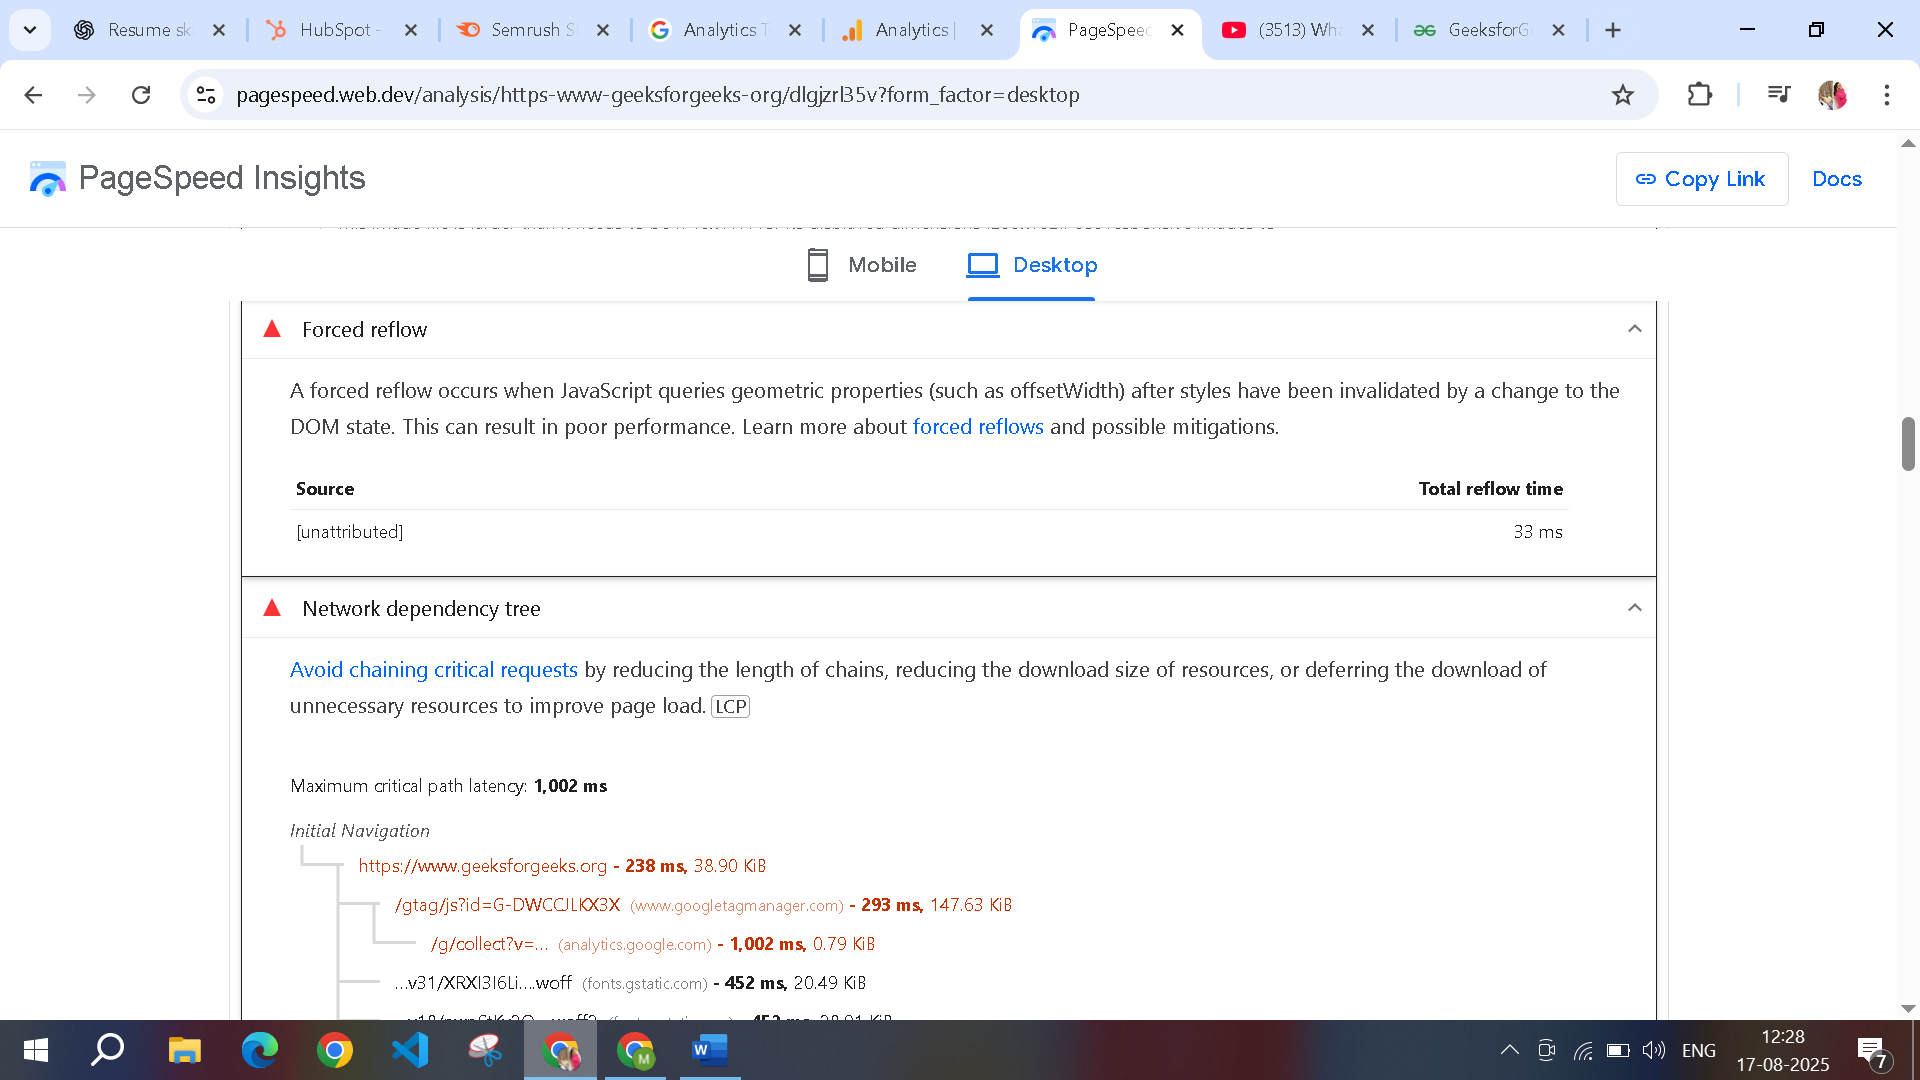 Resume sk
HubSpot -
Semrush S
Analytics T
Analytics |
PageSpeed
(3513) Wha
GeeksforG
pagespeed.web.dev/analysis/https-www-geeksforgeeks-org/dlgjzrl35v?form_factor=desktop
PageSpeed Insights
Copy Link
Docs
Mobile
Desktop
Forced reflow
A forced reflow occurs when JavaScript queries geometric properties (such as offsetWidth) after styles have been invalidated by a change to the
DOM state. This can result in poor performance. Learn more about forced reflows and possible mitigations.
Source
Total reflow time
[unattributed]
33 ms
Network dependency tree
Avoid chaining critical requests by reducing the length of chains, reducing the download size of resources, or deferring the download of
unnecessary resources to improve page load. LCP
Maximum critical path latency: 1,002 ms
Initial Navigation
https://www.geeksforgeeks.org - 238 ms, 38.90 KiB
/gtag/js?id=G-DWCCJLKX3X (www.googletagmanager.com) - 293 ms, 147.63 KiB
/g/collect?v=… (analytics.google.com) - 1,002 ms, 0.79 KiB
…v31/XRXI3I6Li….woff (fonts.gstatic.com) - 452 ms, 20.49 KiB
ENG
12:28
17-08-2025
7